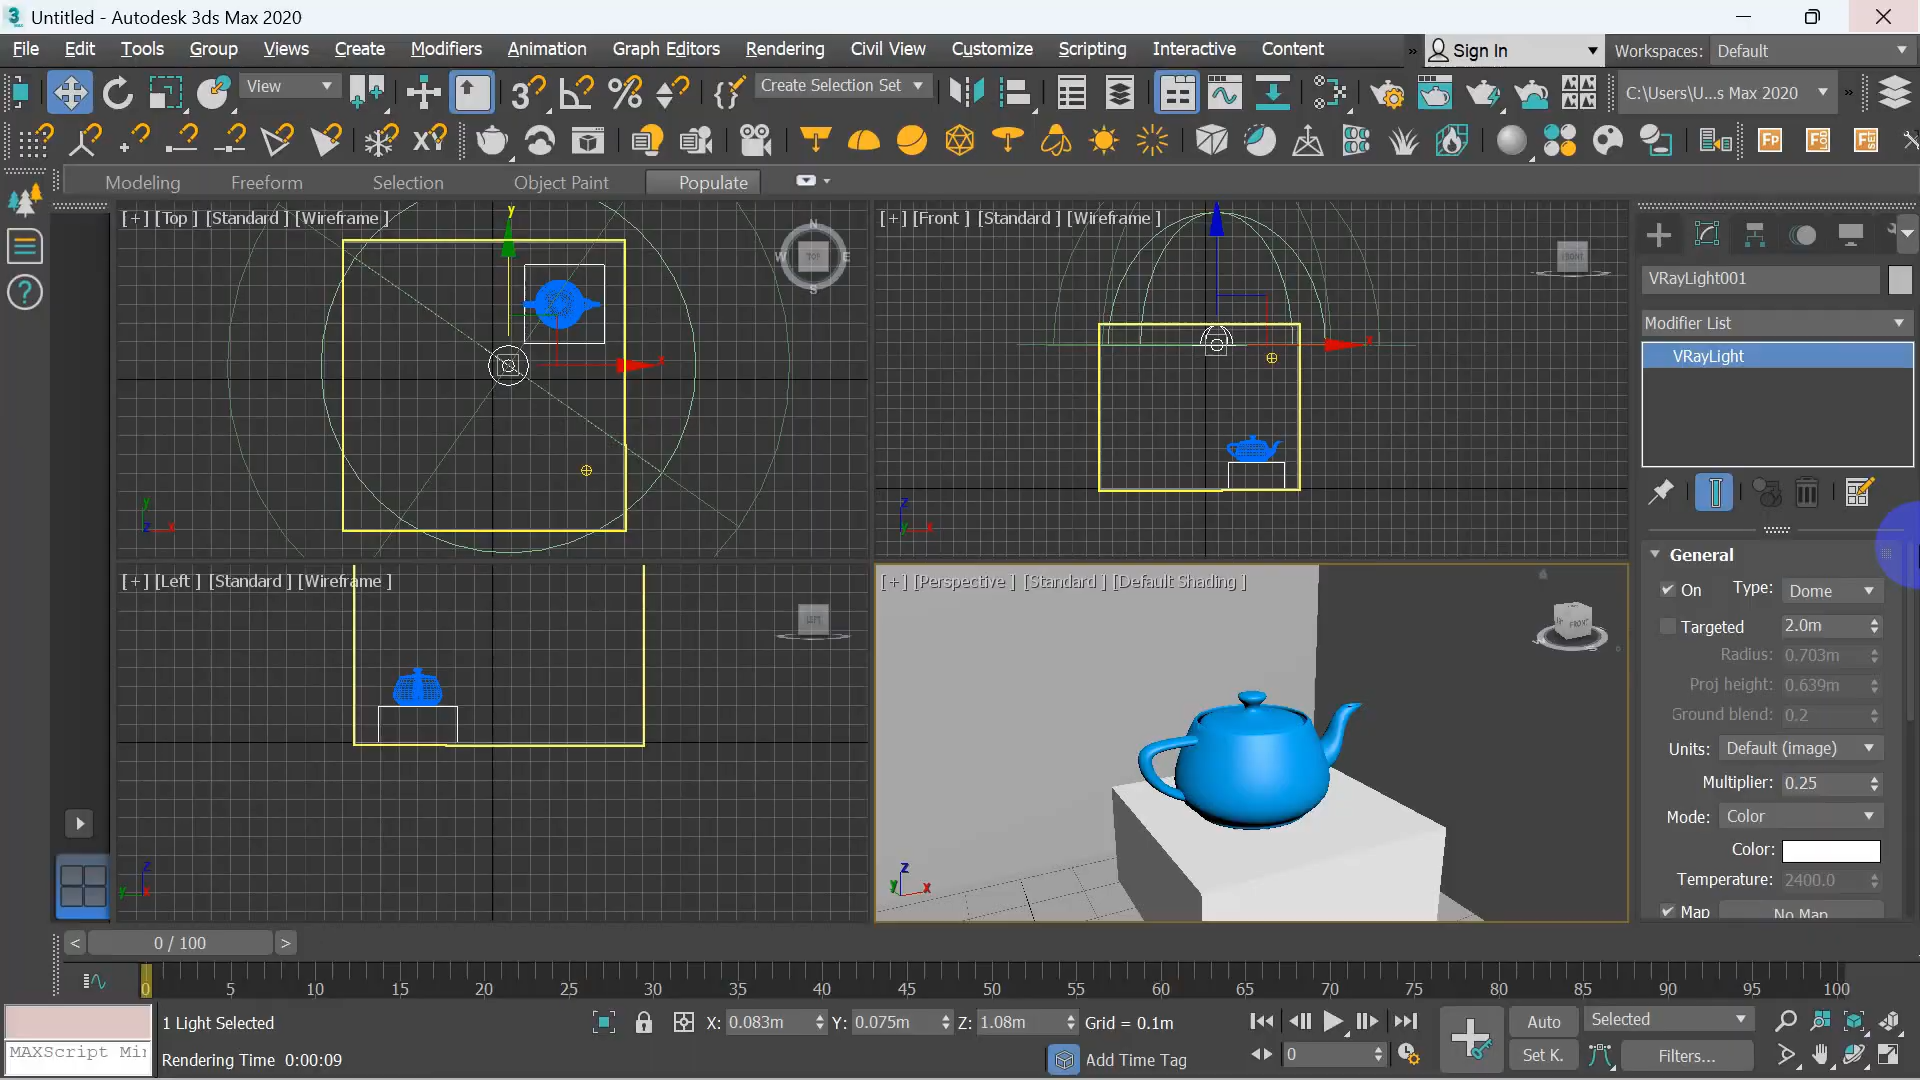 Untitled - Autodesk 3ds Max 2020
File Edit Tools Group Views Create Modifiers Animation Graph Editors Rendering Civil View Customize Scripting Interactive Content » Sign In Workspaces: Default
View Create Selection Set C:\Users\U...s Max 2020 »
Modeling Freeform Selection Object Paint Populate
[+] [Top ] [Standard ] [Wireframe ]
[+] [Front ] [Standard ] [Wireframe ]
[+] [Left ] [Standard ] [Wireframe ]
[+] [Perspective ] [Standard ] [Default Shading ]
VRayLight001
Modifier List
VRayLight
General
On Type: Dome
Targeted 2.0m
Radius: 0.703m
Proj height: 0.639m
Ground blend: 0.2
Units: Default (image)
Multiplier: 0.25
Mode: Color
Color:
Temperature: 2400.0
Map No Map
< 0 / 100 >
0 5 10 15 20 25 30 35 40 45 50 55 60 65 70 75 80 85 90 95 100
1 Light Selected X: 0.083m Y: 0.075m Z: 1.08m Grid = 0.1m Auto Selected
MAXScript Mi Rendering Time 0:00:09 Add Time Tag 0 Set K. Filters...